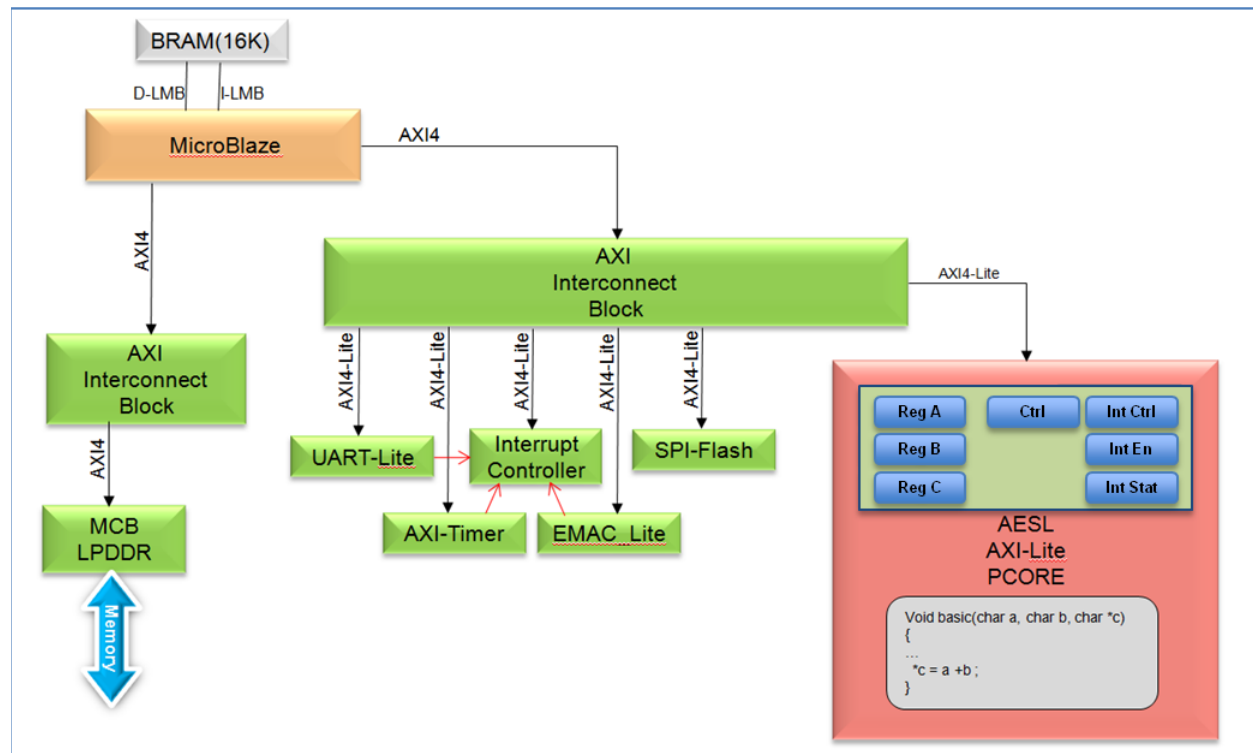 BRAM(16K)
D-LMB
I-LMB
MicroBlaze
AXI4
AXI4
AXI
Interconnect
Block
AXI4-Lite
AXI4-Lite
AXI4-Lite
AXI4-Lite
AXI4-Lite
AXI4-Lite
AXI
Interconnect
Block
AXI4
UART-Lite
Interrupt
Controller
SPI-Flash
AXI-Timer
EMAC_Lite
MCB
LPDDR
Memory
Reg A
Ctrl
Int Ctrl
Reg B
Int En
Reg C
Int Stat
AESL
AXI-Lite
PCORE
Void basic(char a, char b, char *c)
{
…
*c = a +b ;
}